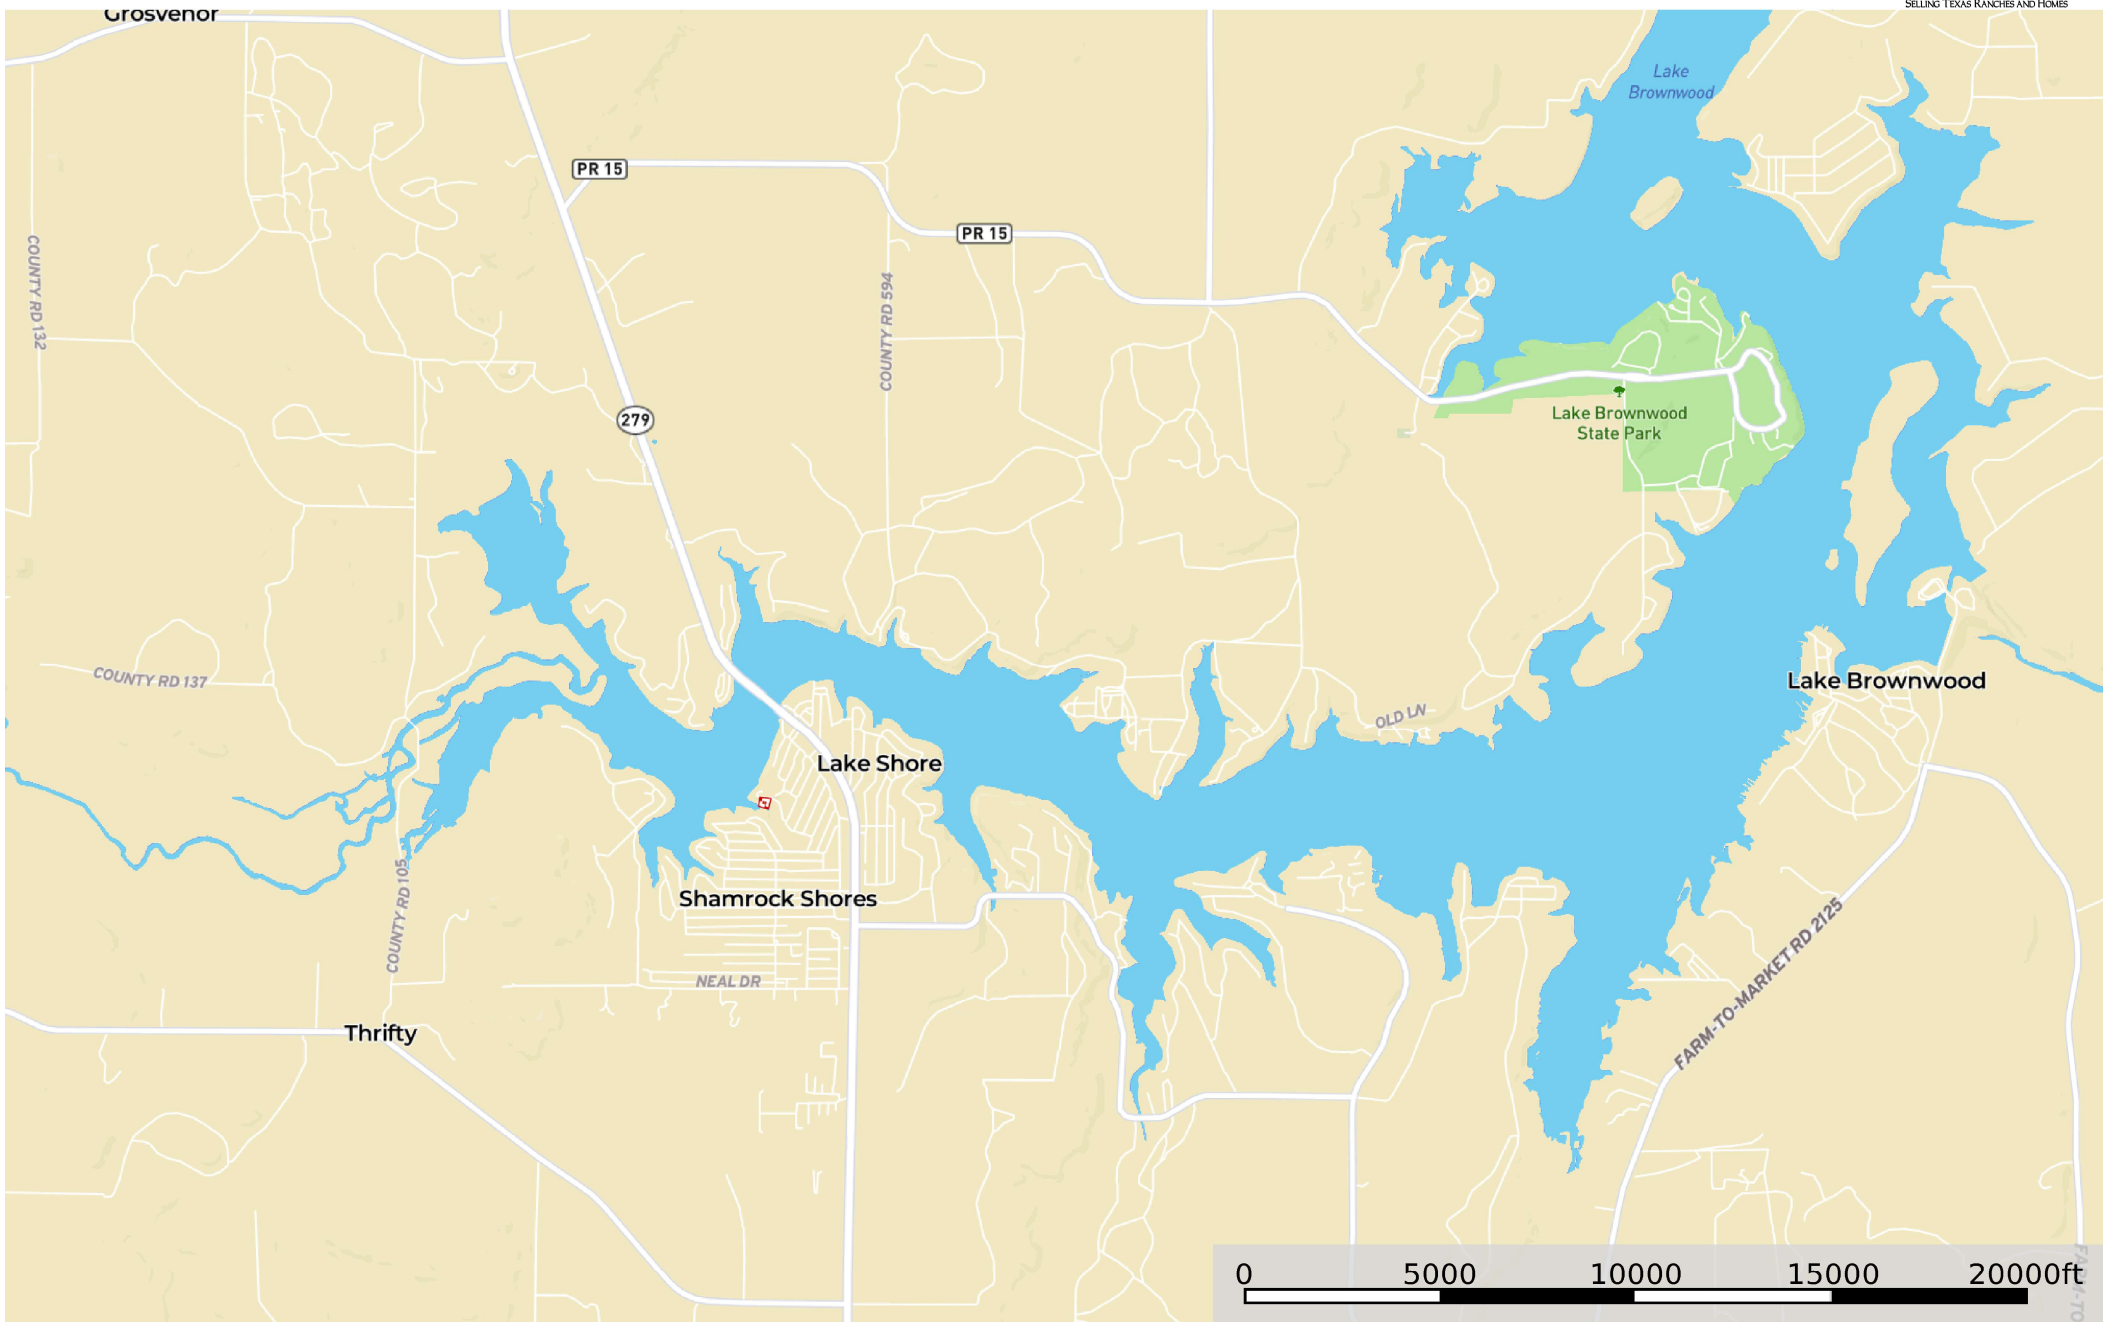 SELLING TEXAS RANCHES AND HOMES
Grosvenor
Lake
Brownwood
PR 15
PR 15
COUNTY RD 132
COUNTY RD 594
279
Lake Brownwood
State Park
COUNTY RD 137
Lake Brownwood
OLD LN
Lake Shore
COUNTY RD 105
Shamrock Shores
FARM-TO-MARKET RD 2125
NEAL DR
Thrifty
0 5000 10000 15000 20000ft
FARM-TO